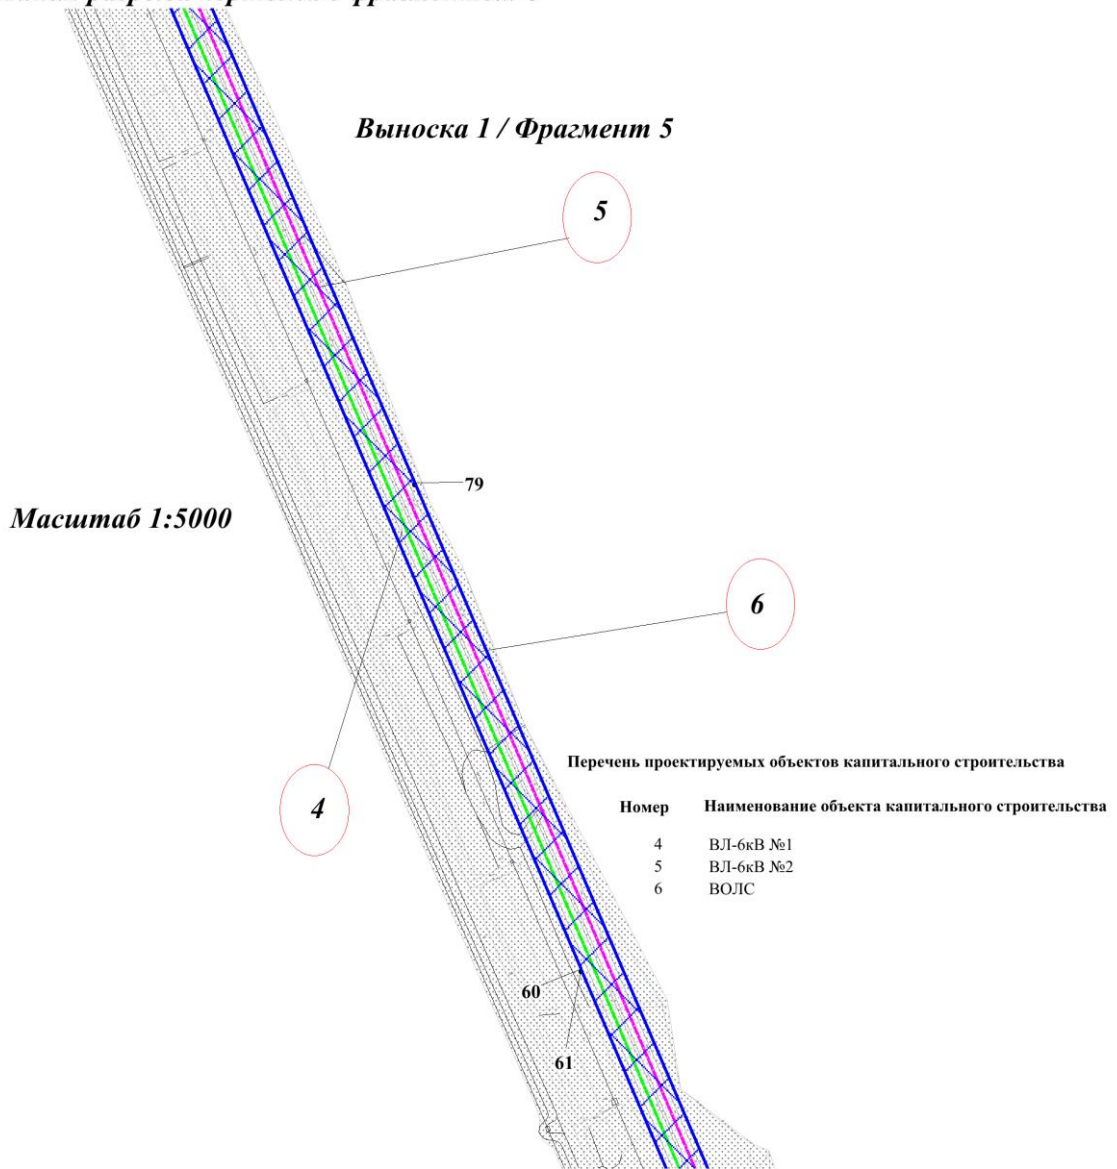 Выноска 1 / Фрагмент 5
5
79
Масштаб 1:5000
6
Перечень проектируемых объектов капитального строительства
Номер Наименование объекта капитального строительства
4
4 ВЛ-6кВ №1
5 ВЛ-6кВ №2
6 ВОЛС
60
61